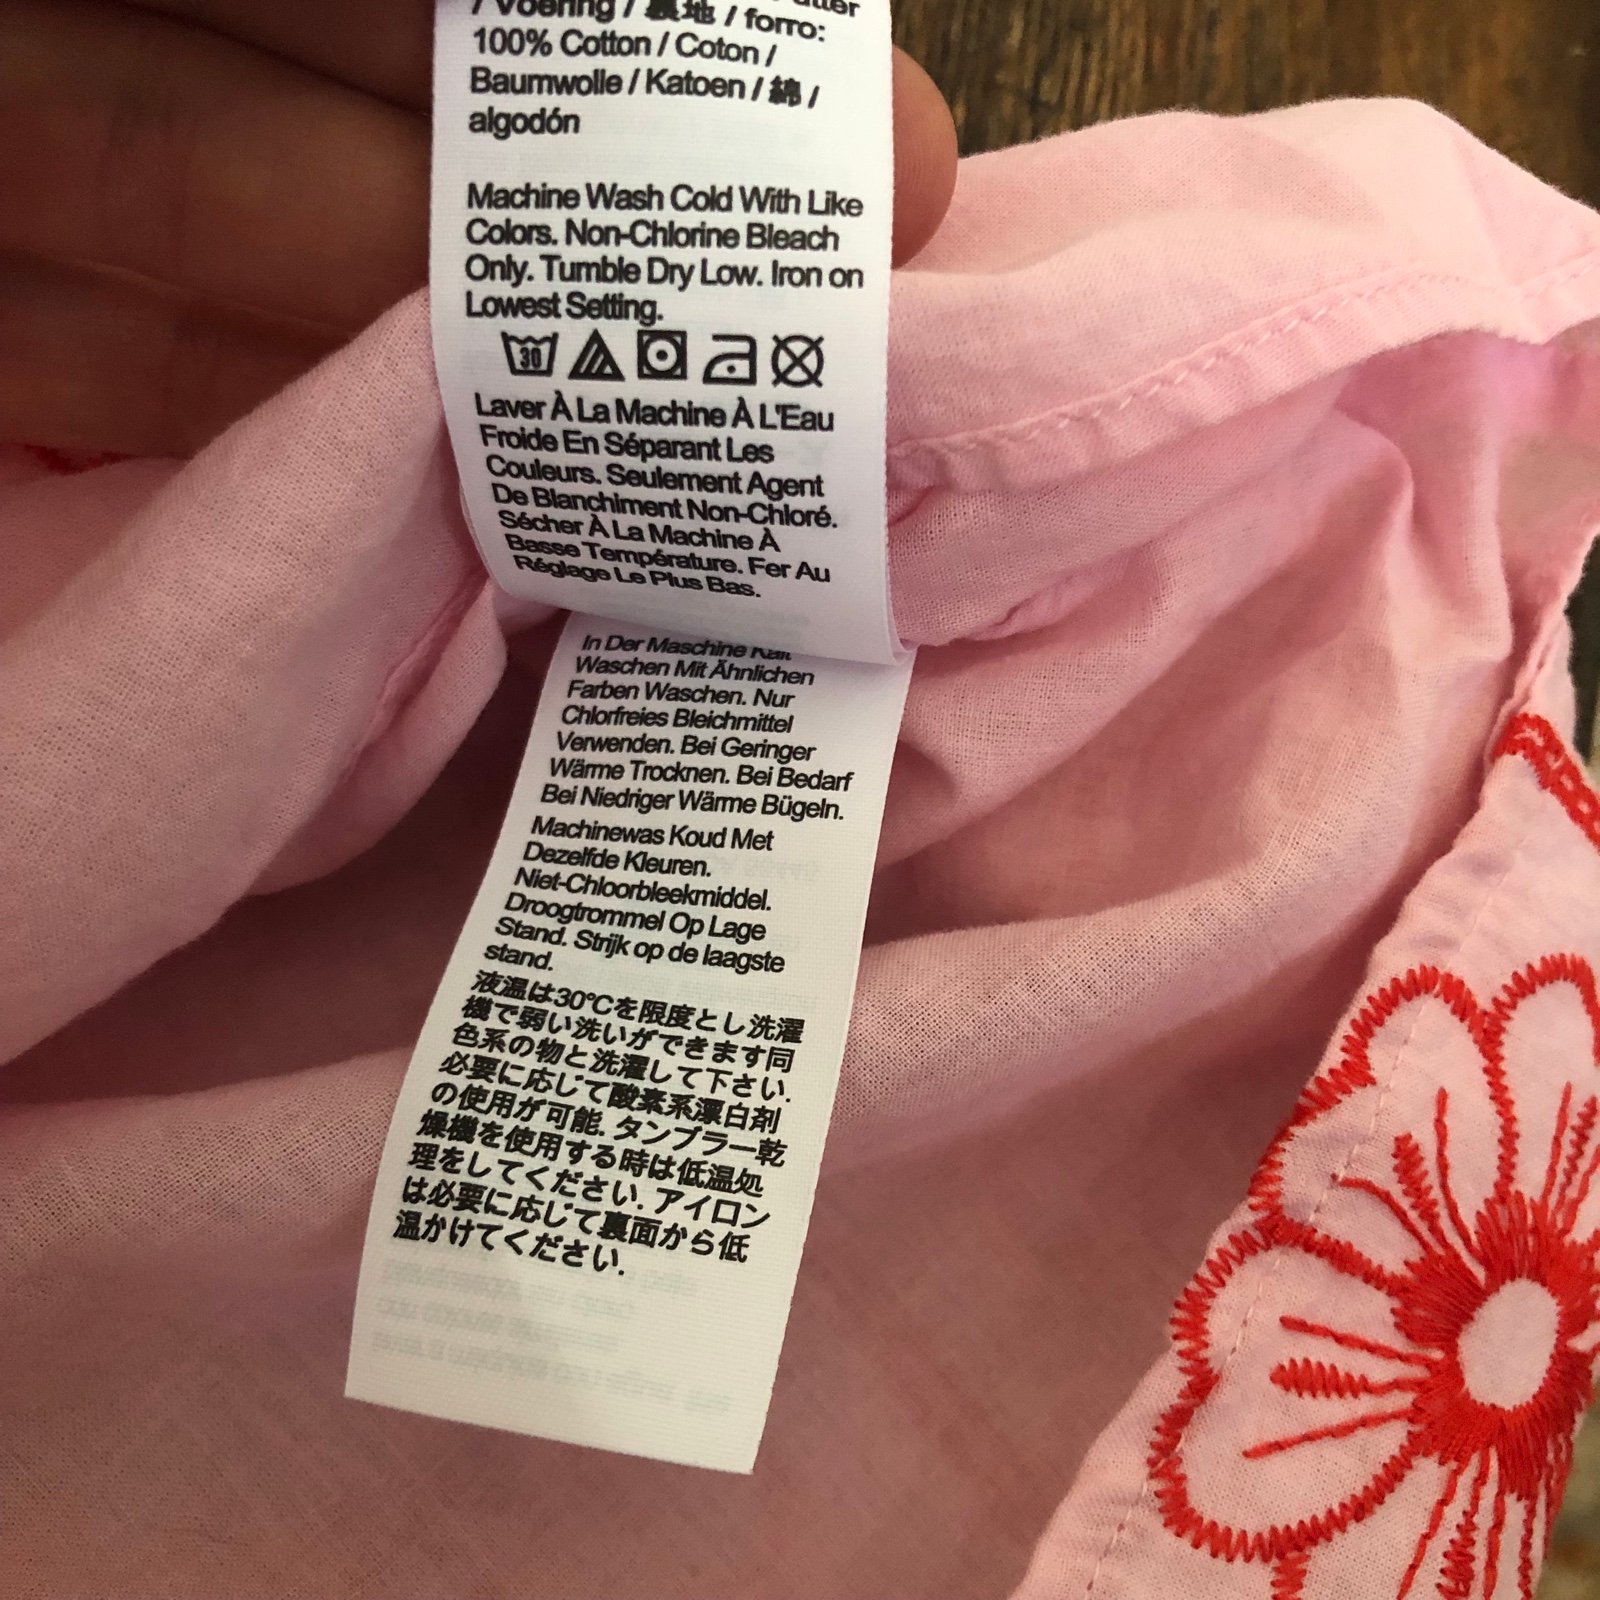 / Voering / 裏地 / forro:
100% Cotton / Coton /
Baumwolle / Katoen / 綿 /
algodón
Machine Wash Cold With Like
Colors. Non-Chlorine Bleach
Only. Tumble Dry Low. Iron on
Lowest Setting.
30
Laver À La Machine À L'Eau
Froide En Séparant Les
Couleurs. Seulement Agent
De Blanchiment Non-Chloré.
Sécher À La Machine À
Basse Température. Fer Au
Réglage Le Plus Bas.
In Der Maschine Kalt
Waschen Mit Ähnlichen
Farben Waschen. Nur
Chlorfreies Bleichmittel
Verwenden. Bei Geringer
Wärme Trocknen. Bei Bedarf
Bei Niedriger Wärme Bügeln.
Machinewas Koud Met
Dezelfde Kleuren.
Niet-Chloorbleekmiddel.
Droogtrommel Op Lage
Stand. Strijk op de laagste
stand.
液温は30℃を限度とし洗濯
機で弱い洗いができます同
色系の物と洗濯して下さい.
必要に応じて酸素系漂白剤
の使用が可能. タンブラー乾
燥機を使用する時は低温処
理をしてください. アイロン
は必要に応じて裏面から低
温かけてください.